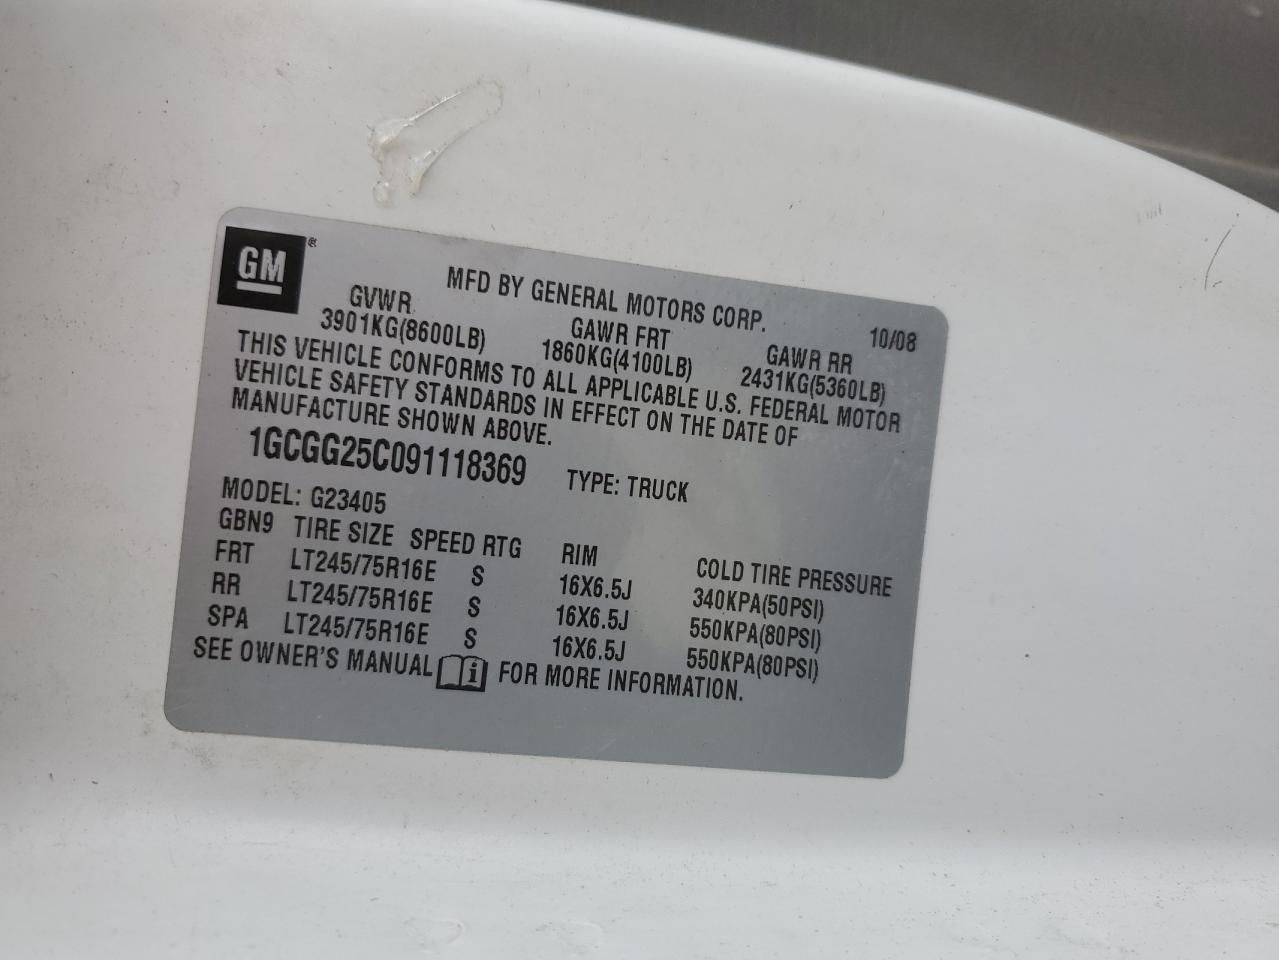 GM ®
MFD BY GENERAL MOTORS CORP.
10/08
GVWR GAWR FRT GAWR RR
3901KG(8600LB) 1860KG(4100LB) 2431KG(5360LB)
THIS VEHICLE CONFORMS TO ALL APPLICABLE U.S. FEDERAL MOTOR
VEHICLE SAFETY STANDARDS IN EFFECT ON THE DATE OF
MANUFACTURE SHOWN ABOVE.
1GCGG25C091118369 TYPE: TRUCK
MODEL: G23405
GBN9 TIRE SIZE SPEED RTG RIM COLD TIRE PRESSURE
FRT LT245/75R16E S 16X6.5J 340KPA(50PSI)
RR LT245/75R16E S 16X6.5J 550KPA(80PSI)
SPA LT245/75R16E S 16X6.5J 550KPA(80PSI)
SEE OWNER'S MANUAL i FOR MORE INFORMATION.